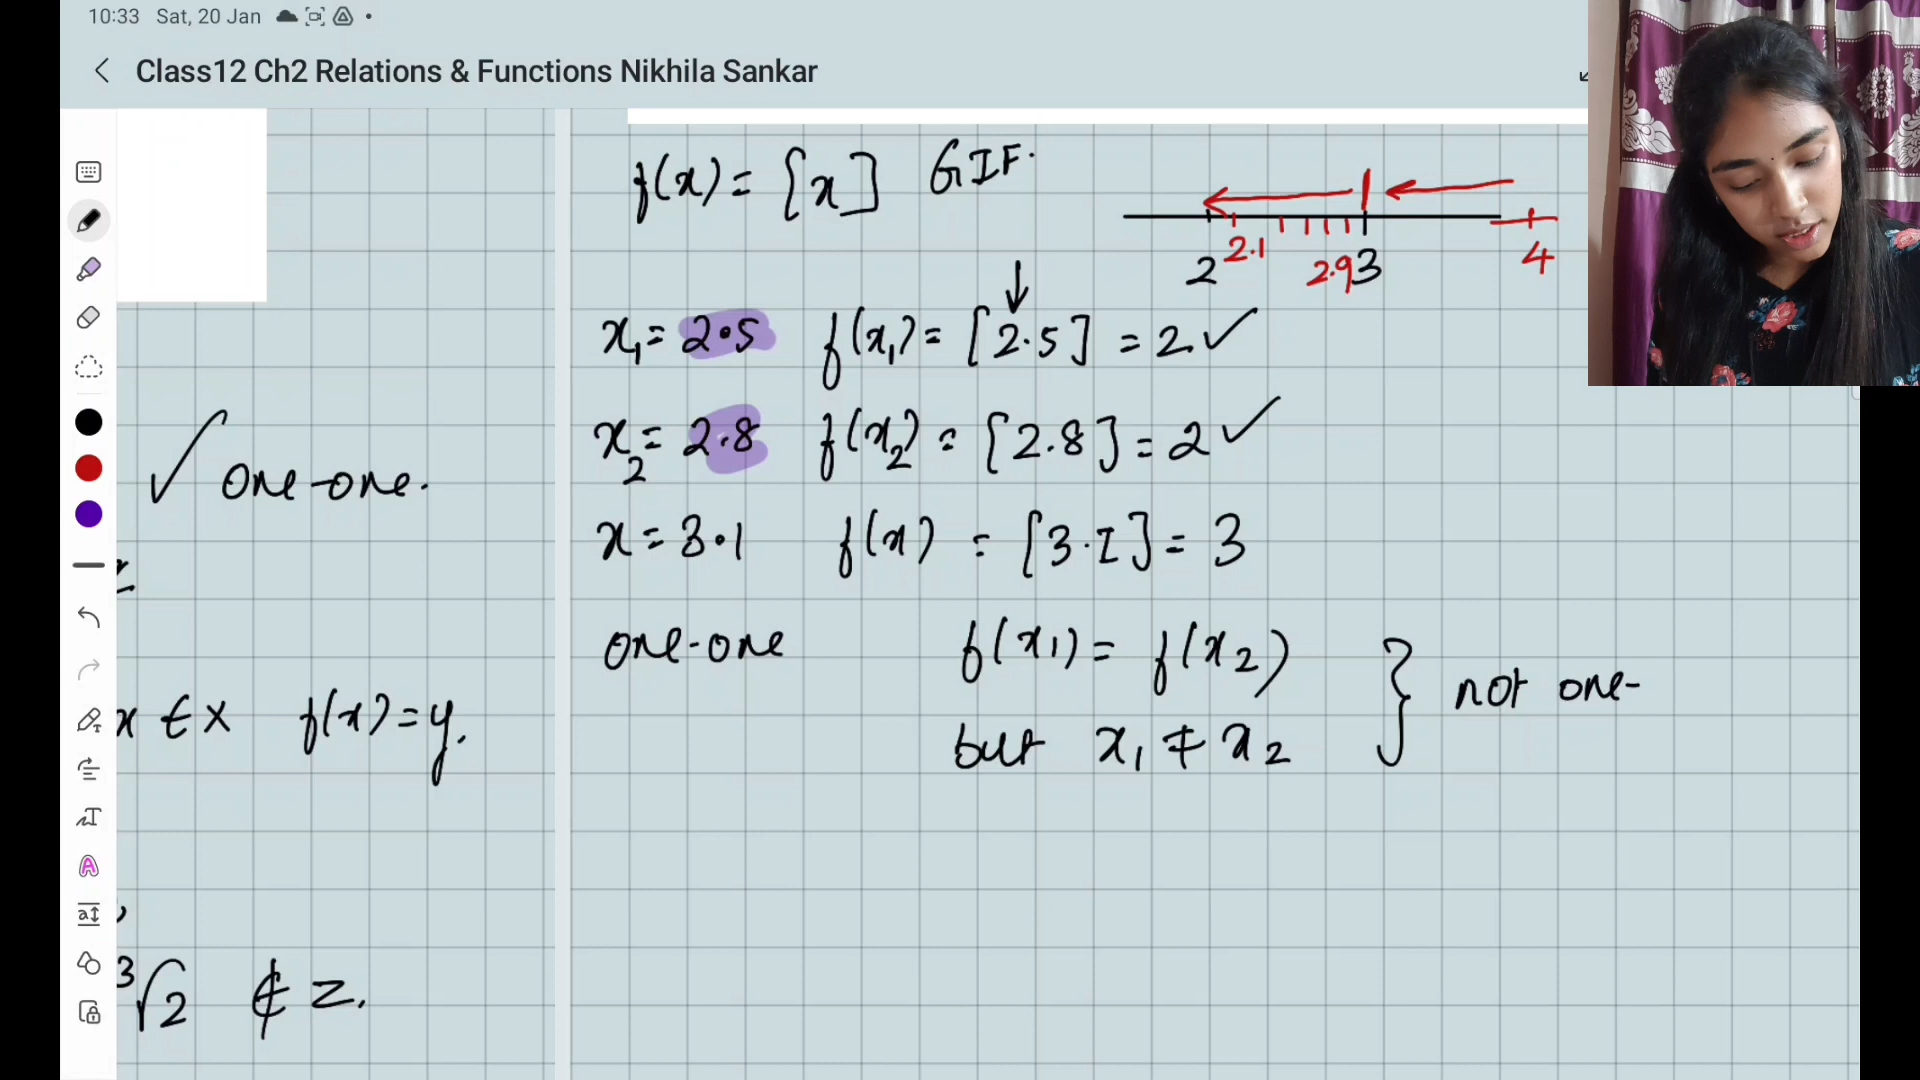 10:33 Sat, 20 Jan
Class12 Ch2 Relations & Functions Nikhila Sankar
✓ one-one.
x ∈ X f(x) = y.
³√2 ∉ Z.
f(x) = [x] GIF.
2 2.1 2.9 3 4
x₁ = 2.5 f(x₁) = [2.5] = 2 ✓
x₂ = 2.8 f(x₂) = [2.8] = 2 ✓
x = 3.1 f(x) = [3.1] = 3
one-one f(x₁) = f(x₂)
but x₁ ≠ x₂ } not one-